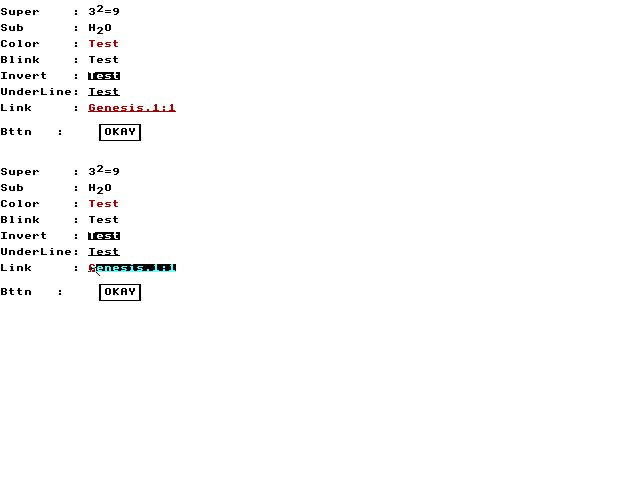 Super    : 3²=9
Sub      : H₂O
Color    : Test
Blink    : Test
Invert   : Test
UnderLine: Test
Link     : Genesis.1:1
Bttn   :     OKAY
Super    : 3²=9
Sub      : H₂O
Color    : Test
Blink    : Test
Invert   : Test
UnderLine: Test
Link     : Genesis.1:1
Bttn   :     OKAY